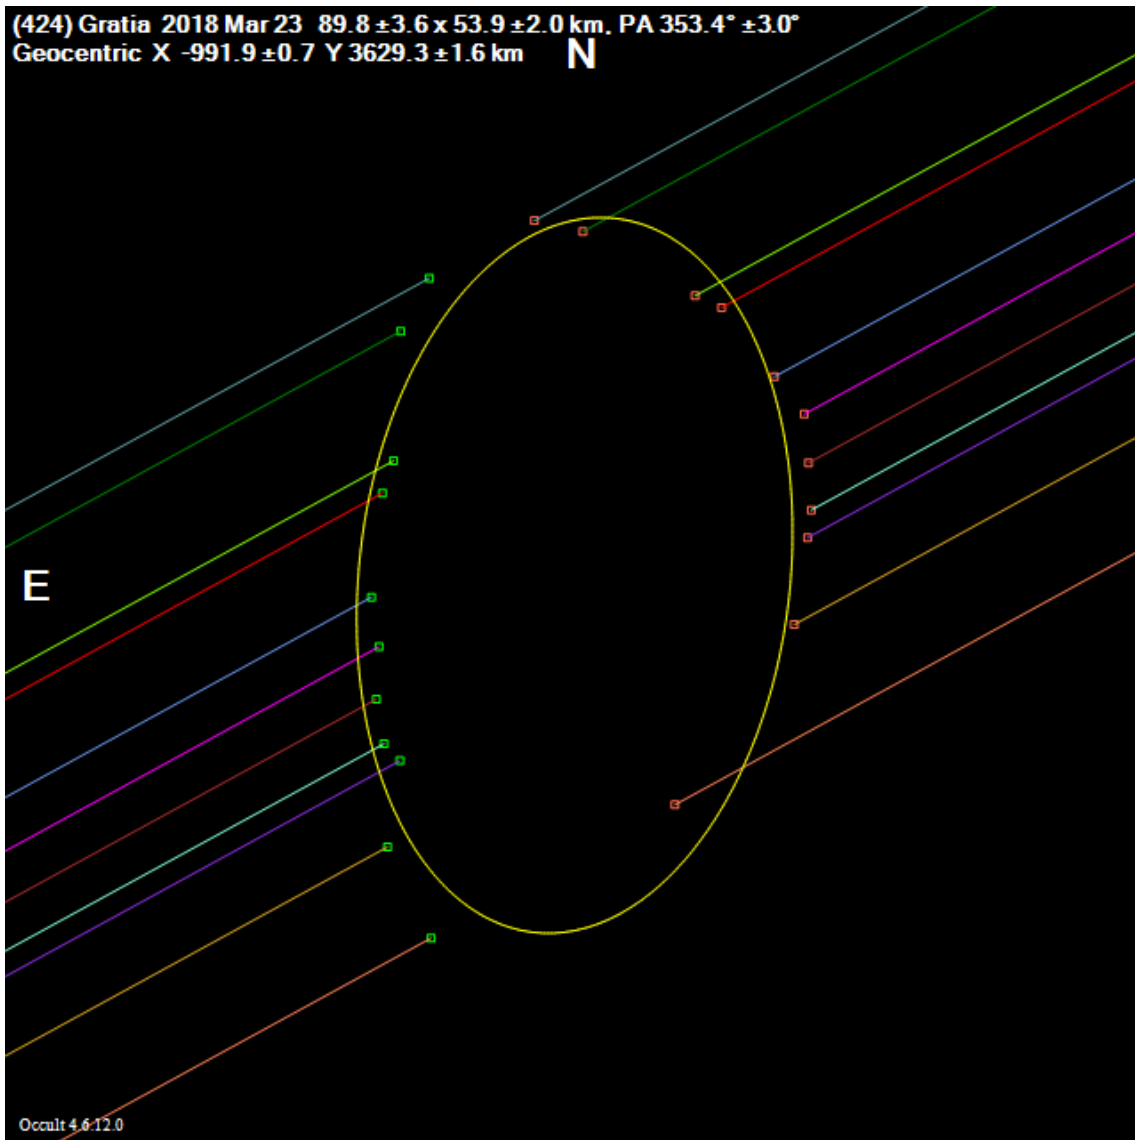 (424) Gratia 2018 Mar 23 89.8 ±3.6 x 53.9 ±2.0 km, PA 353.4° ±3.0°
Geocentric X -991.9 ±0.7 Y 3629.3 ±1.6 km
N
E
Occult 4.6.12.0